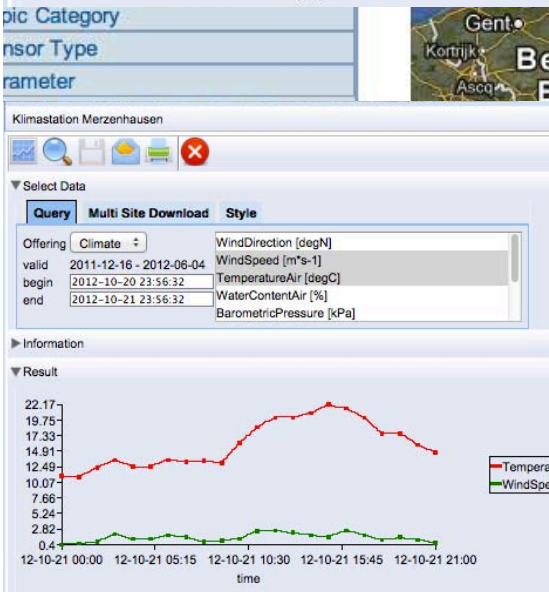 pic Category
Gent
nsor Type
Kortrijk
Be
rameter
Ascq
Klimastation Merzenhausen
Select Data
Query Multi Site Download Style
Offering Climate
valid 2011-12-16 - 2012-06-04
begin 2012-10-20 23:56:32
end 2012-10-21 23:56:32
WindDirection [degN]
WindSpeed [m*s-1]
TemperatureAir [degC]
WaterContentAir [%]
BarometricPressure [kPa]
Information
Result
22.17
19.75
17.33
14.91
12.49
10.07
7.66
5.24
2.82
0.4
Tempera
WindSpe
12-10-21 00:00 12-10-21 05:15 12-10-21 10:30 12-10-21 15:45 12-10-21 21:00
time